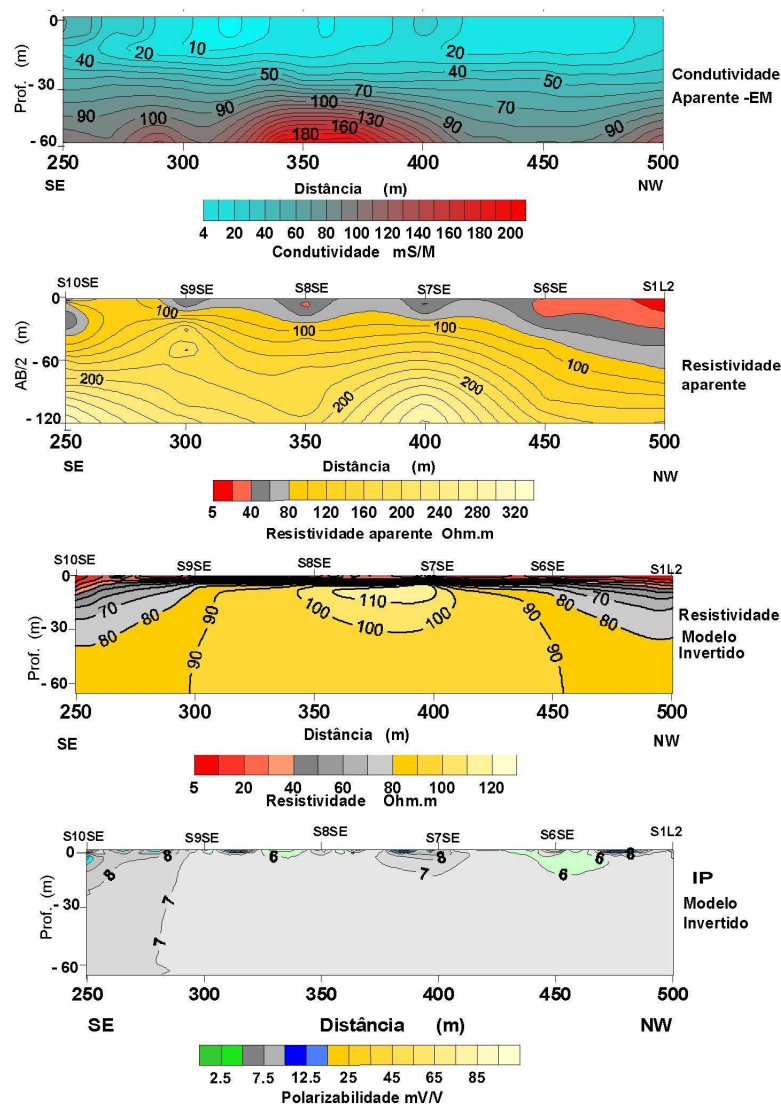 0
Prof. (m)
-30
-60
40
20
10
20
40
50
40
50
70
70
90
100
90
100
130
160
180
90
90
Condutividade
Aparente -EM
250 300 350 400 450 500
SE Distância (m) NW
4 20 40 60 80 100 120 140 160 180 200
Condutividade mS/M
S10SE S9SE S8SE S7SE S6SE S1L2
0
AB/2 (m)
-60
-120
100
100
100
100
200
200
200
Resistividade
aparente
250 300 350 400 450 500
SE Distância (m) NW
5 40 80 120 160 200 240 280 320
Resistividade aparente Ohm.m
S10SE S9SE S8SE S7SE S6SE S1L2
0
Prof. (m)
-30
-60
70
80
80
90
90
100
110
100
100
90
90
80
70
80
Resistividade
Modelo
Invertido
250 300 350 400 450 500
SE Distância (m) NW
5 20 40 60 80 100 120
Resistividade Ohm.m
S10SE S9SE S8SE S7SE S6SE S1L2
0
Prof. (m)
-30
-60
8
8
7
7
6
8
7
6
6
8
6
IP
Modelo
Invertido
250 300 350 400 450 500
SE Distância (m) NW
2.5 7.5 12.5 25 45 65 85
Polarizabilidade mV/V